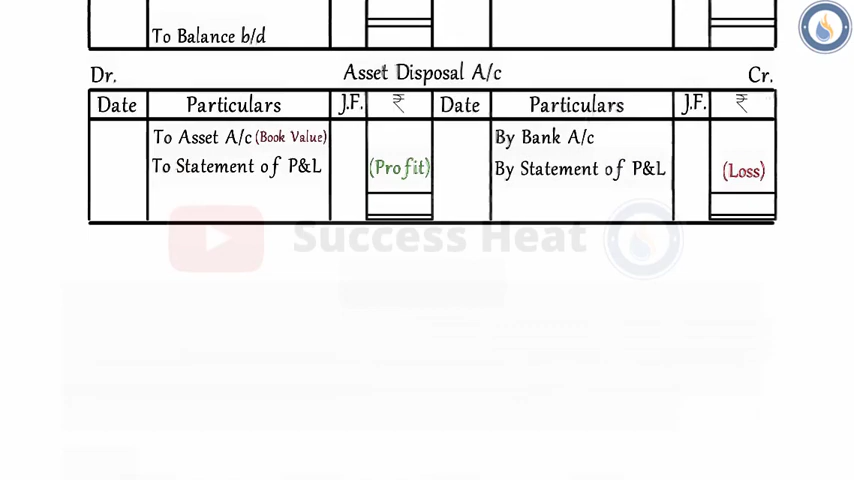 To Balance b/d
Dr. Asset Disposal A/c Cr.
Date Particulars J.F. ₹ Date Particulars J.F. ₹
To Asset A/c (Book Value) By Bank A/c
To Statement of P&L (Profit) By Statement of P&L (Loss)
Success Heat